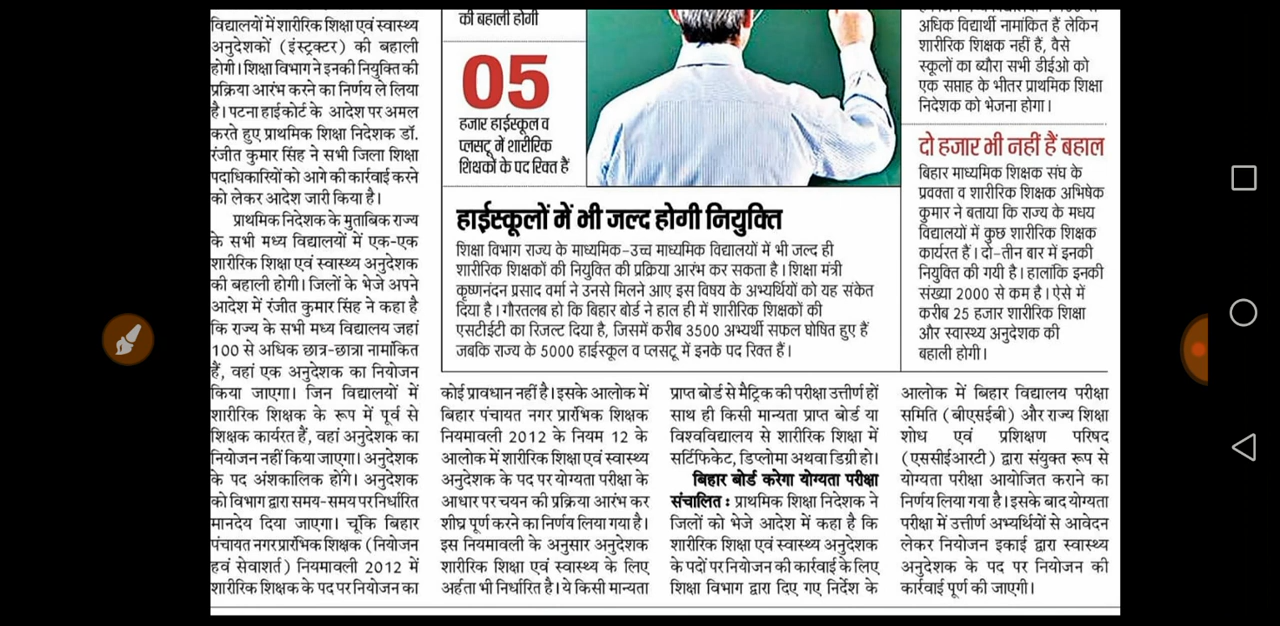 विद्यालयों में शारीरिक शिक्षा एवं स्वास्थ्य
अनुदेशकों (इंस्ट्रक्टर) की बहाली
होगी। शिक्षा विभाग ने इनकी नियुक्ति की
प्रक्रिया आरंभ करने का निर्णय ले लिया
है। पटना हाईकोर्ट के आदेश पर अमल
करते हुए प्राथमिक शिक्षा निदेशक डॉ.
रंजीत कुमार सिंह ने सभी जिला शिक्षा
पदाधिकारियों को आगे की कार्रवाई करने
को लेकर आदेश जारी किया है।
प्राथमिक निदेशक के मुताबिक राज्य
के सभी मध्य विद्यालयों में एक-एक
शारीरिक शिक्षा एवं स्वास्थ्य अनुदेशक
की बहाली होगी। जिलों के भेजे अपने
आदेश में रंजीत कुमार सिंह ने कहा है
कि राज्य के सभी मध्य विद्यालय जहां
100 से अधिक छात्र-छात्रा नामांकित
हैं, वहां एक अनुदेशक का नियोजन
किया जाएगा। जिन विद्यालयों में
शारीरिक शिक्षक के रूप में पूर्व से
शिक्षक कार्यरत हैं, वहां अनुदेशक का
नियोजन नहीं किया जाएगा। अनुदेशक
के पद अंशकालिक होंगे। अनुदेशक
को विभाग द्वारा समय-समय पर निर्धारित
मानदेय दिया जाएगा। चूंकि बिहार
पंचायत नगर प्रारंभिक शिक्षक (नियोजन
हवं सेवाशर्त) नियमावली 2012 में
शारीरिक शिक्षक के पद पर नियोजन का
की बहाली होगी
05
हजार हाईस्कूल व
प्लसटू में शारीरिक
शिक्षकों के पद रिक्त हैं
हाईस्कूलों में भी जल्द होगी नियुक्ति
शिक्षा विभाग राज्य के माध्यमिक-उच्च माध्यमिक विद्यालयों में भी जल्द ही
शारीरिक शिक्षकों की नियुक्ति की प्रक्रिया आरंभ कर सकता है। शिक्षा मंत्री
कृष्णनंदन प्रसाद वर्मा ने उनसे मिलने आए इस विषय के अभ्यर्थियों को यह संकेत
दिया है। गौरतलब हो कि बिहार बोर्ड ने हाल ही में शारीरिक शिक्षकों की
एसटीईटी का रिजल्ट दिया है, जिसमें करीब 3500 अभ्यर्थी सफल घोषित हुए हैं
जबकि राज्य के 5000 हाईस्कूल व प्लसटू में इनके पद रिक्त हैं।
अधिक विद्यार्थी नामांकित हैं लेकिन
शारीरिक शिक्षक नहीं हैं, वैसे
स्कूलों का ब्यौरा सभी डीईओ को
एक सप्ताह के भीतर प्राथमिक शिक्षा
निदेशक को भेजना होगा।
दो हजार भी नहीं हैं बहाल
बिहार माध्यमिक शिक्षक संघ के
प्रवक्ता व शारीरिक शिक्षक अभिषेक
कुमार ने बताया कि राज्य के मधय
विद्यालयों में कुछ शारीरिक शिक्षक
कार्यरत हैं। दो-तीन बार में इनकी
नियुक्ति की गयी है। हालांकि इनकी
संख्या 2000 से कम है। ऐसे में
करीब 25 हजार शारीरिक शिक्षा
और स्वास्थ्य अनुदेशक की
बहाली होगी।
कोई प्रावधान नहीं है। इसके आलोक में
बिहार पंचायत नगर प्रारंभिक शिक्षक
नियमावली 2012 के नियम 12 के
आलोक में शारीरिक शिक्षा एवं स्वास्थ्य
अनुदेशक के पद पर योग्यता परीक्षा के
आधार पर चयन की प्रक्रिया आरंभ कर
शीघ्र पूर्ण करने का निर्णय लिया गया है।
इस नियमावली के अनुसार अनुदेशक
शारीरिक शिक्षा एवं स्वास्थ्य के लिए
अर्हता भी निर्धारित है। ये किसी मान्यता
प्राप्त बोर्ड से मैट्रिक की परीक्षा उत्तीर्ण हों
साथ ही किसी मान्यता प्राप्त बोर्ड या
विश्वविद्यालय से शारीरिक शिक्षा में
सर्टिफिकेट, डिप्लोमा अथवा डिग्री हो।
बिहार बोर्ड करेगा योग्यता परीक्षा
संचालित : प्राथमिक शिक्षा निदेशक ने
जिलों को भेजे आदेश में कहा है कि
शारीरिक शिक्षा एवं स्वास्थ्य अनुदेशक
के पदों पर नियोजन की कार्रवाई के लिए
शिक्षा विभाग द्वारा दिए गए निर्देश के
आलोक में बिहार विद्यालय परीक्षा
समिति (बीएसईबी) और राज्य शिक्षा
शोध एवं प्रशिक्षण परिषद
(एससीईआरटी) द्वारा संयुक्त रूप से
योग्यता परीक्षा आयोजित कराने का
निर्णय लिया गया है। इसके बाद योग्यता
परीक्षा में उत्तीर्ण अभ्यर्थियों से आवेदन
लेकर नियोजन इकाई द्वारा स्वास्थ्य
अनुदेशक के पद पर नियोजन की
कार्रवाई पूर्ण की जाएगी।